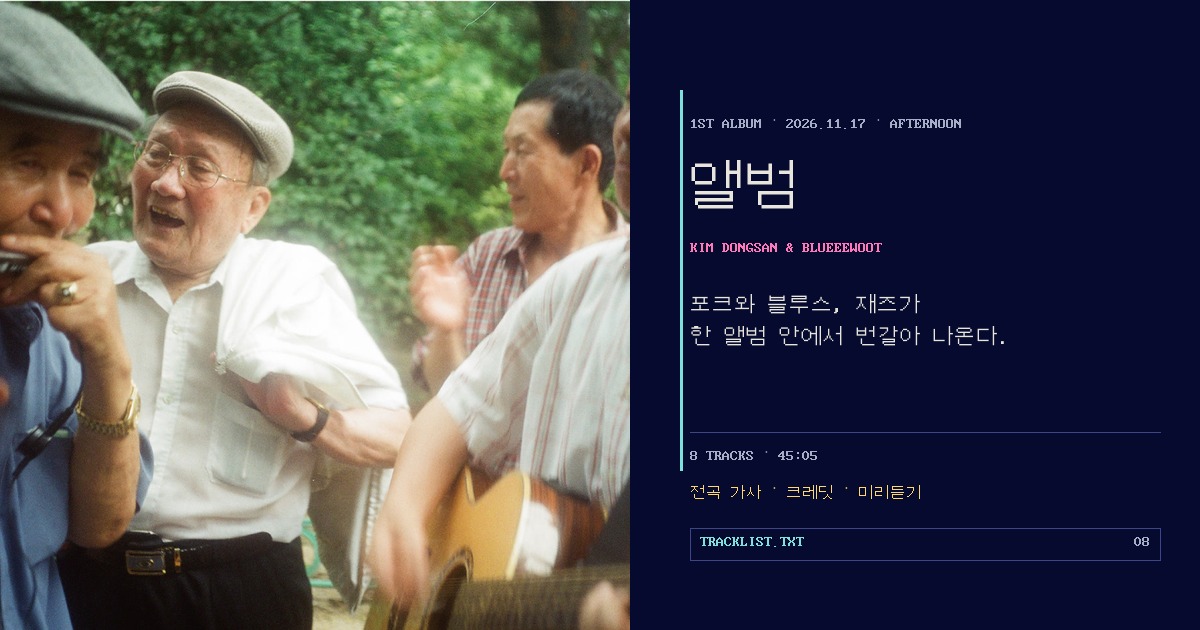 1ST ALBUM · 2026.11.17 · AFTERNOON
앨범
KIM DONGSAN & BLUEEEWOOT
포크와 블루스, 재즈가
한 앨범 안에서 번갈아 나온다.
8 TRACKS · 45:05
전곡 가사 · 크레딧 · 미리듣기
TRACKLIST.TXT 08